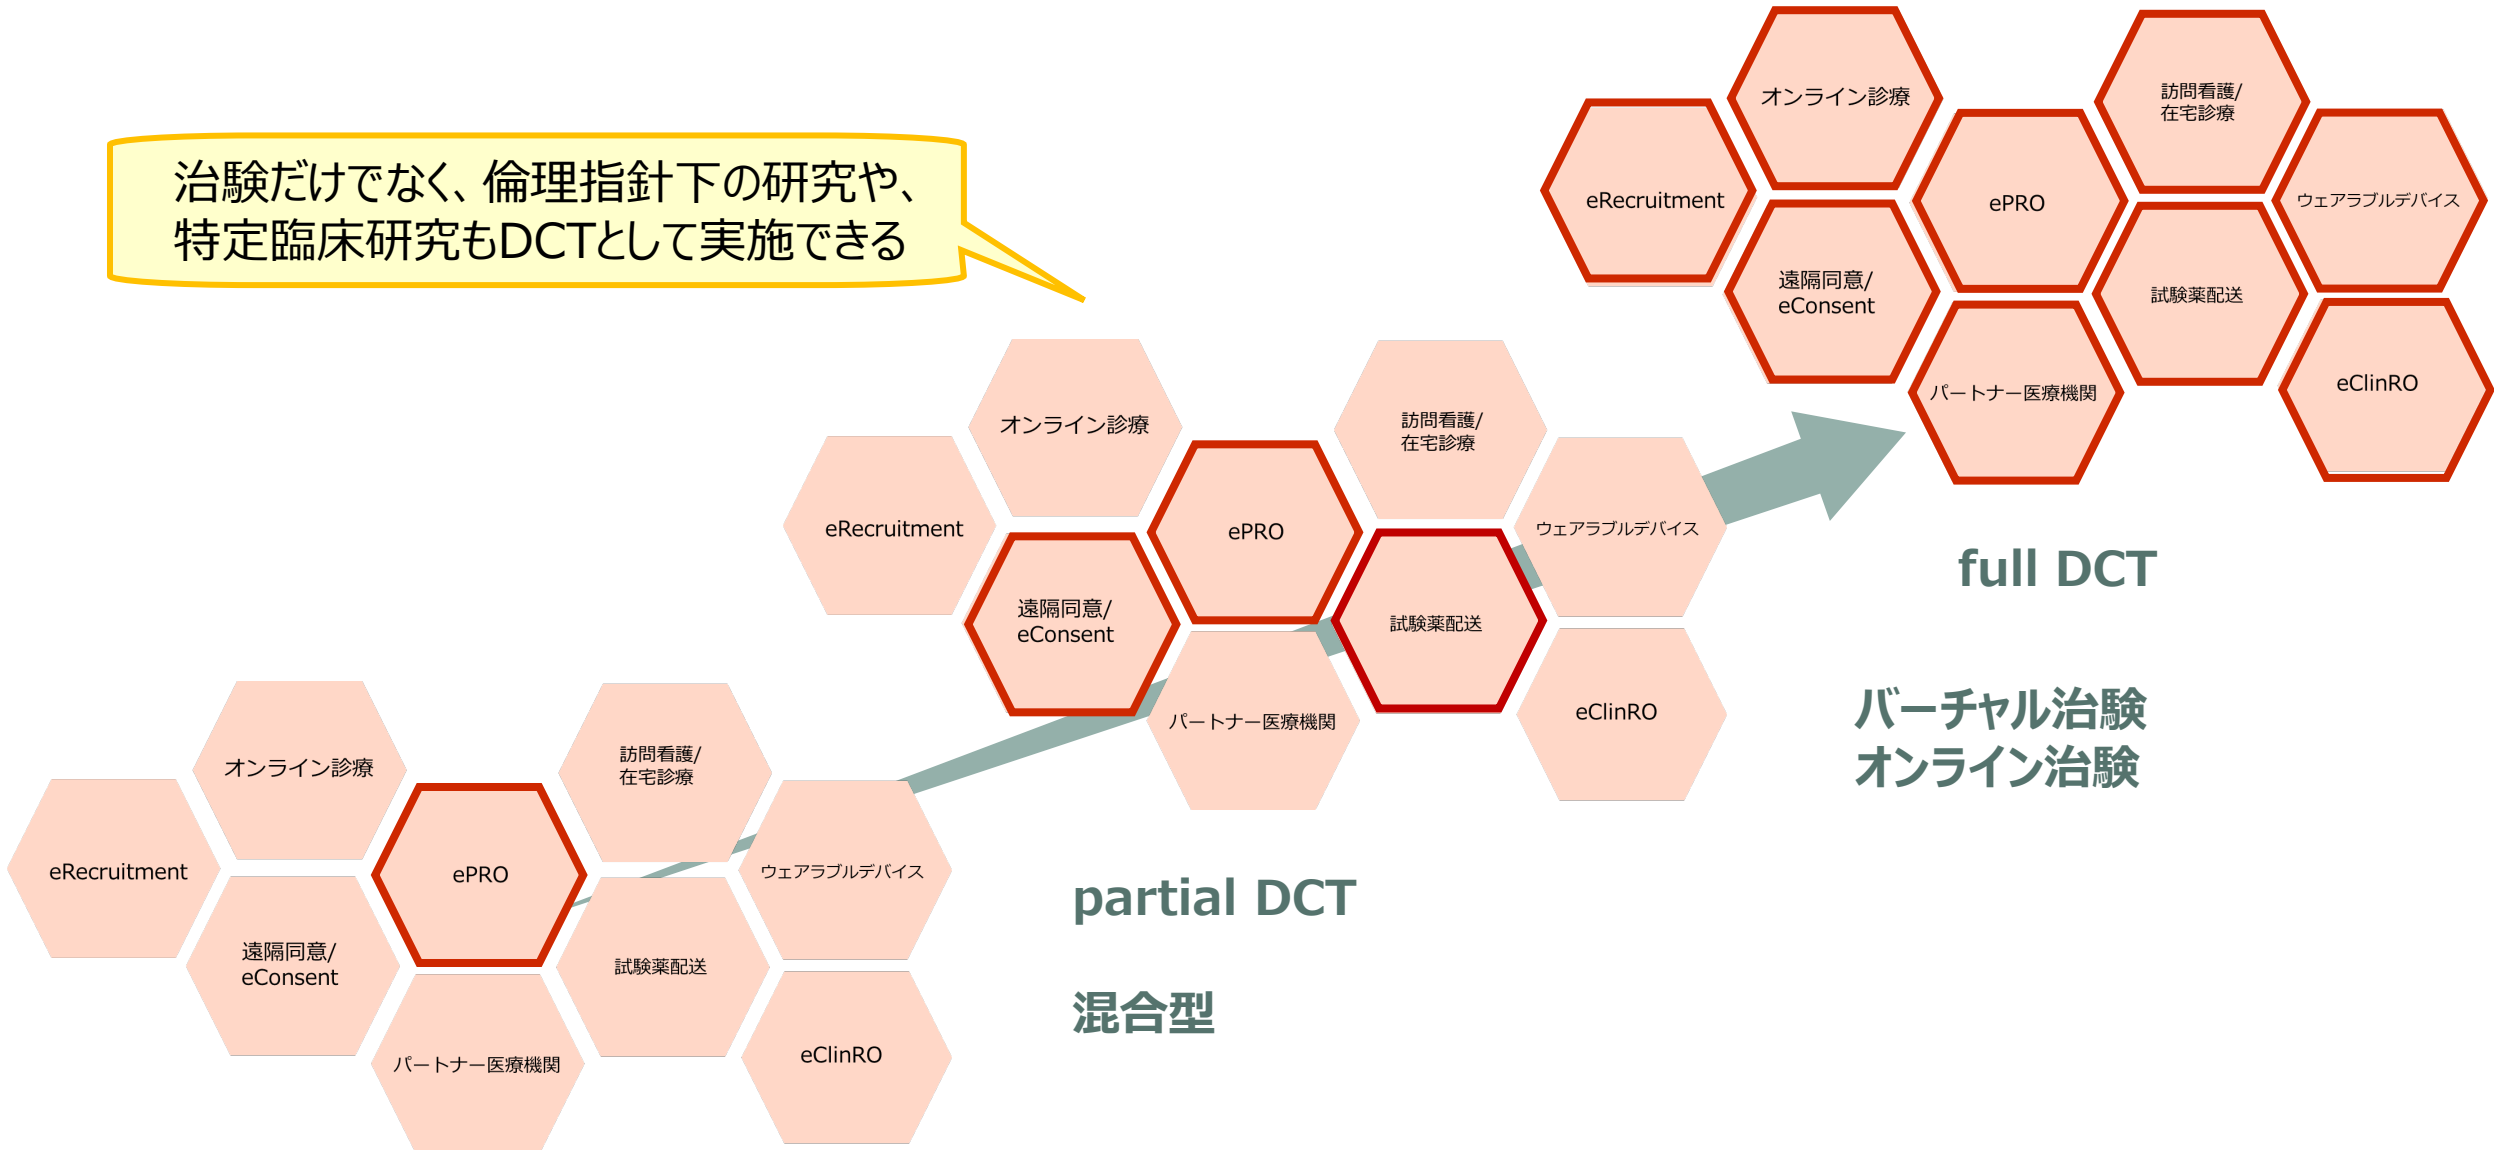 治験だけでなく、倫理指針下の研究や、
特定臨床研究もDCTとして実施できる
オンライン診療
訪問看護/
在宅診療
eRecruitment
ePRO
ウェアラブルデバイス
遠隔同意/
eConsent
試験薬配送
パートナー医療機関
eClinRO
full DCT
バーチャル治験
オンライン治験
オンライン診療
訪問看護/
在宅診療
eRecruitment
ePRO
ウェアラブルデバイス
遠隔同意/
eConsent
試験薬配送
パートナー医療機関
eClinRO
partial DCT
混合型
オンライン診療
訪問看護/
在宅診療
eRecruitment
ePRO
ウェアラブルデバイス
遠隔同意/
eConsent
試験薬配送
パートナー医療機関
eClinRO